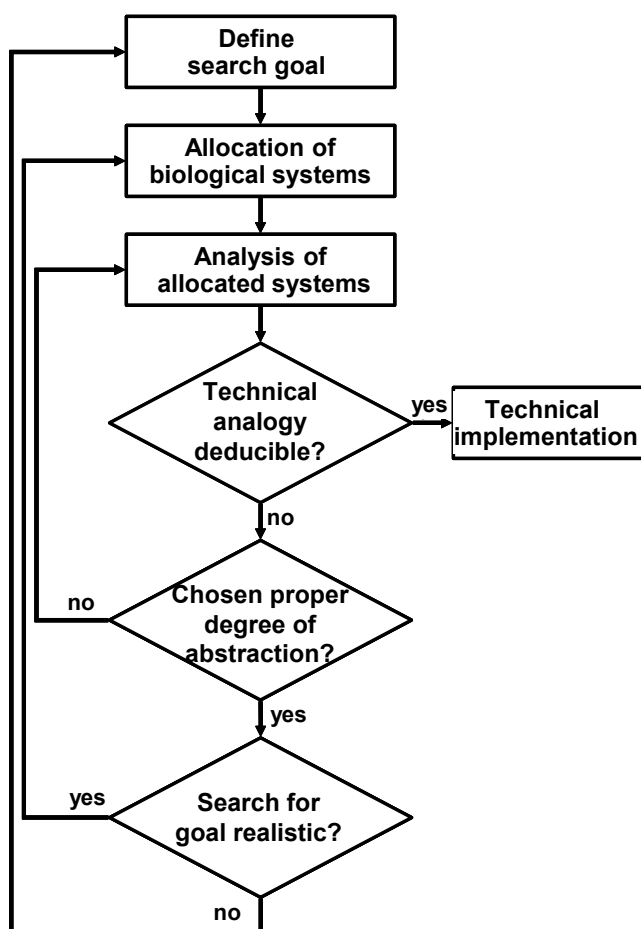 Define
search goal
Allocation of
biological systems
Analysis of
allocated systems
Technical
analogy
deducible?
yes
Technical
implementation
no
Chosen proper
degree of
abstraction?
no
yes
Search for
goal realistic?
yes
no